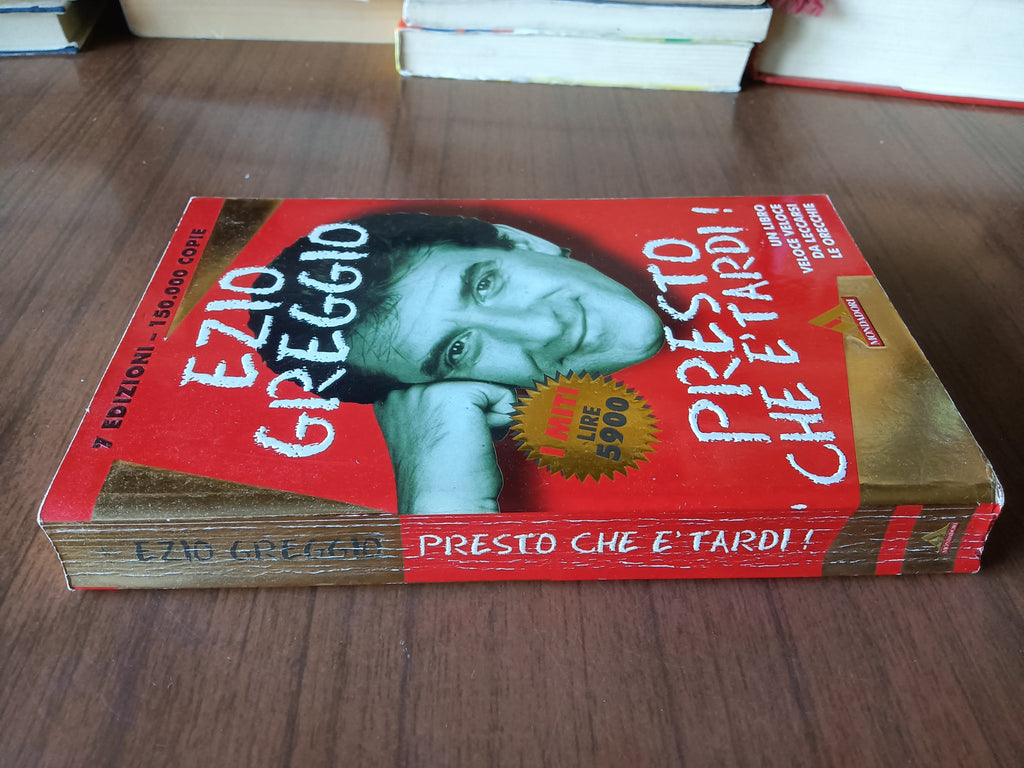 7 EDIZIONI - 150.000 COPIE
EZIO
GREGGIO
I MITI
LIRE
5900
PRESTO
CHE E' TARDI!
UN LIBRO
VELOCE VELOCE
DA LECCARSI
LE ORECCHIE
MONDADORI
EZIO GREGGIO PRESTO CHE E' TARDI!
MONDADORI